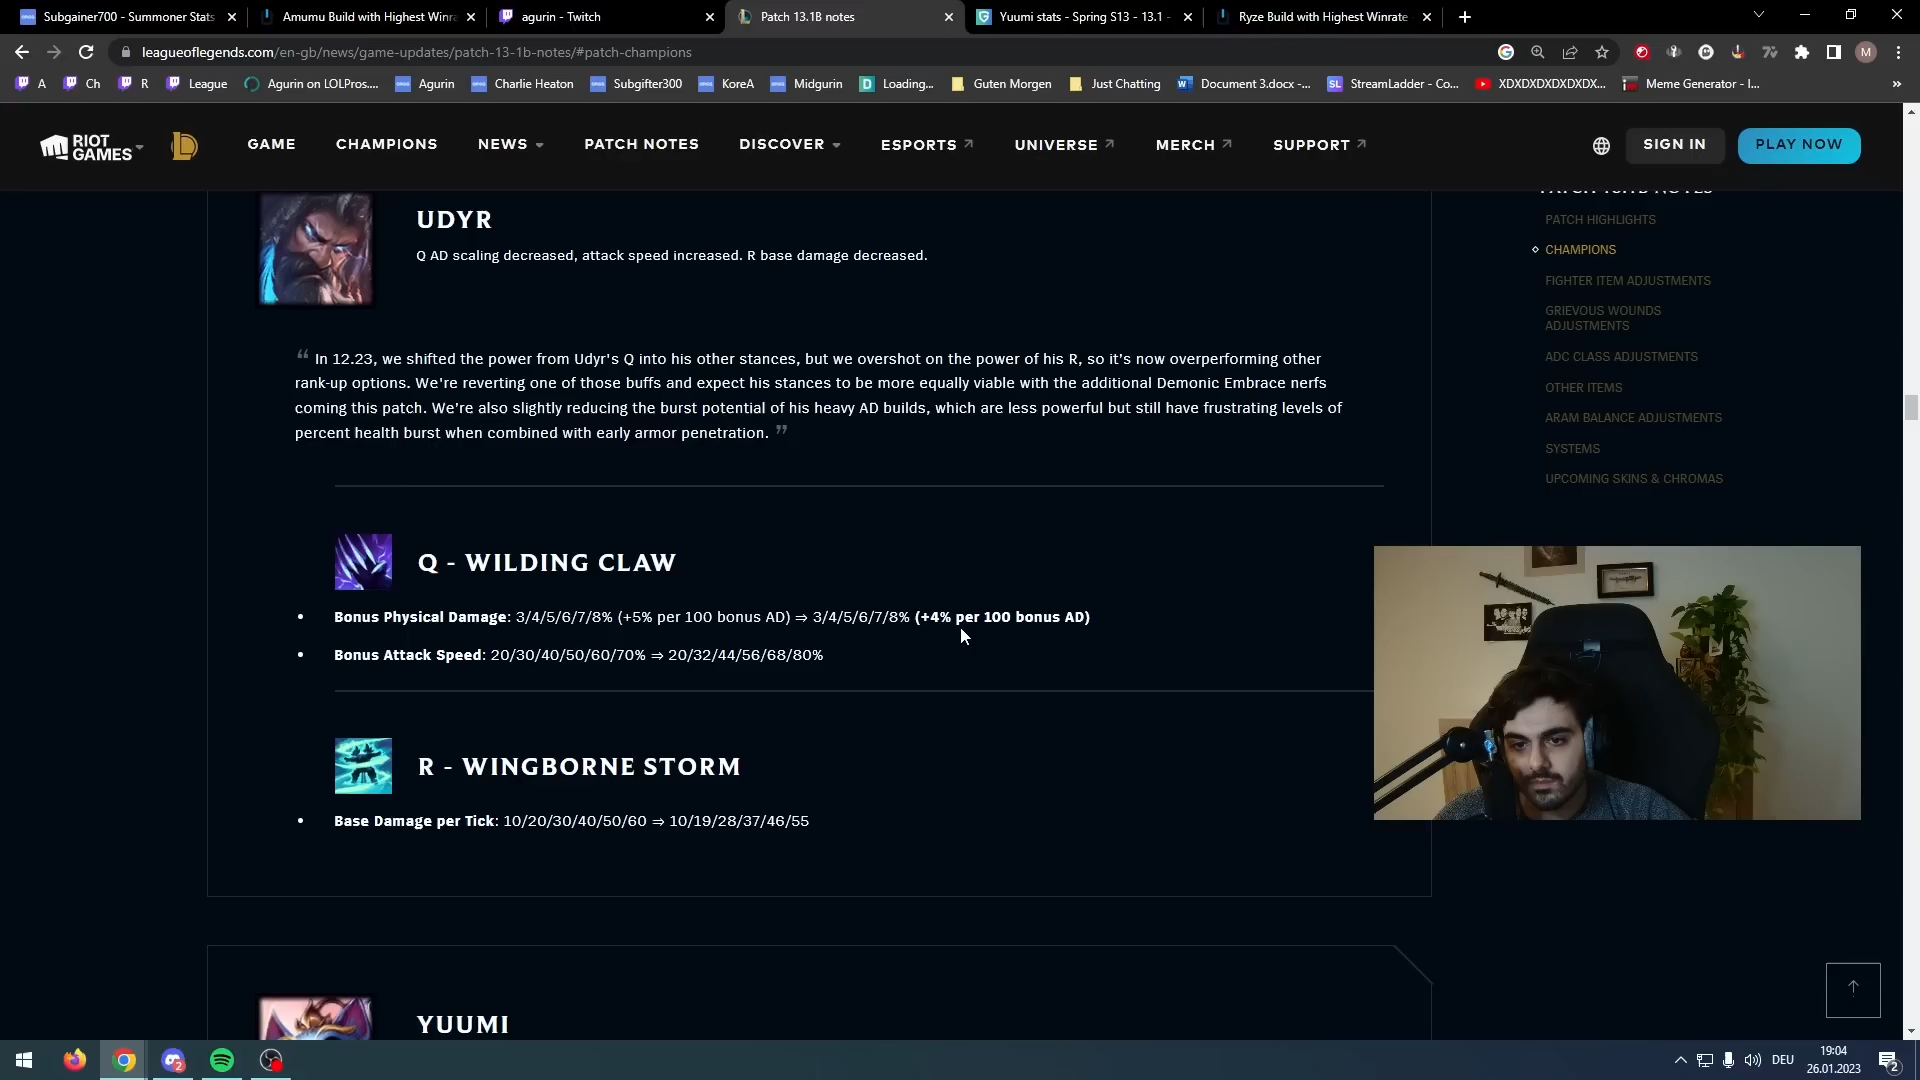 Subgainer700 - Summoner Stats
Amumu Build with Highest Winra
agurin - Twitch
Patch 13.1B notes
Yuumi stats - Spring S13 - 13.1 -
Ryze Build with Highest Winrate
leagueoflegends.com/en-gb/news/game-updates/patch-13-1b-notes/#patch-champions
M
A
Ch
R
League
Agurin on LOLPros....
Agurin
Charlie Heaton
Subgifter300
KoreA
Midgurin
Loading...
Guten Morgen
Just Chatting
Document 3.docx -...
StreamLadder - Co...
XDXDXDXDXDXDX...
Meme Generator - I...
RIOT
GAMES
GAME
CHAMPIONS
NEWS
PATCH NOTES
DISCOVER
ESPORTS
UNIVERSE
MERCH
SUPPORT
SIGN IN
PLAY NOW
UDYR
Q AD scaling decreased, attack speed increased. R base damage decreased.
“ In 12.23, we shifted the power from Udyr's Q into his other stances, but we overshot on the power of his R, so it’s now overperforming other
rank-up options. We're reverting one of those buffs and expect his stances to be more equally viable with the additional Demonic Embrace nerfs
coming this patch. We’re also slightly reducing the burst potential of his heavy AD builds, which are less powerful but still have frustrating levels of
percent health burst when combined with early armor penetration. ”
Q - WILDING CLAW
• Bonus Physical Damage: 3/4/5/6/7/8% (+5% per 100 bonus AD) ⇒ 3/4/5/6/7/8% (+4% per 100 bonus AD)
• Bonus Attack Speed: 20/30/40/50/60/70% ⇒ 20/32/44/56/68/80%
R - WINGBORNE STORM
• Base Damage per Tick: 10/20/30/40/50/60 ⇒ 10/19/28/37/46/55
YUUMI
PATCH 13.1B NOTES
PATCH HIGHLIGHTS
CHAMPIONS
FIGHTER ITEM ADJUSTMENTS
GRIEVOUS WOUNDS
ADJUSTMENTS
ADC CLASS ADJUSTMENTS
OTHER ITEMS
ARAM BALANCE ADJUSTMENTS
SYSTEMS
UPCOMING SKINS & CHROMAS
2
DEU
19:04
26.01.2023
2